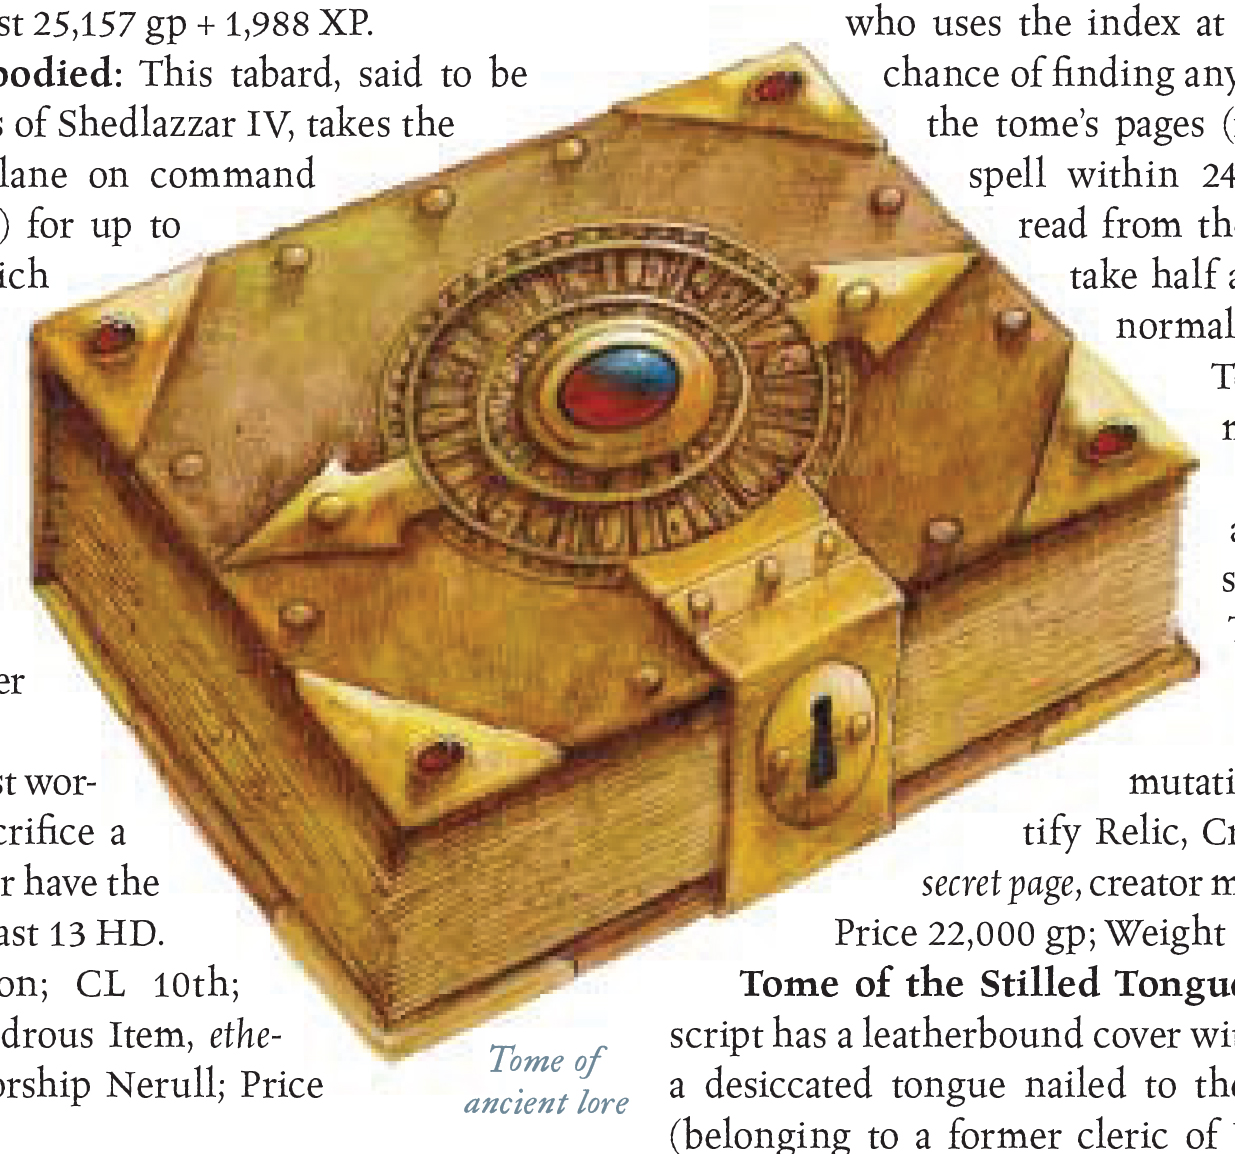 st 25,157 gp + 1,988 XP.
bodied: This tabard, said to be
s of Shedlazzar IV, takes the
lane on command
) for up to
ich
er
st wor-
crifice a
r have the
ast 13 HD.
on; CL 10th;
drous Item, ethe-
orship Nerull; Price
Tome of
ancient lore
who uses the index at
chance of finding any
the tome's pages (
spell within 24
read from th
take half a
normal
T
n
a
s
T
mutati
tify Relic, Cr
secret page, creator m
Price 22,000 gp; Weight
Tome of the Stilled Tongue
script has a leatherbound cover wit
a desiccated tongue nailed to the
(belonging to a former cleric of